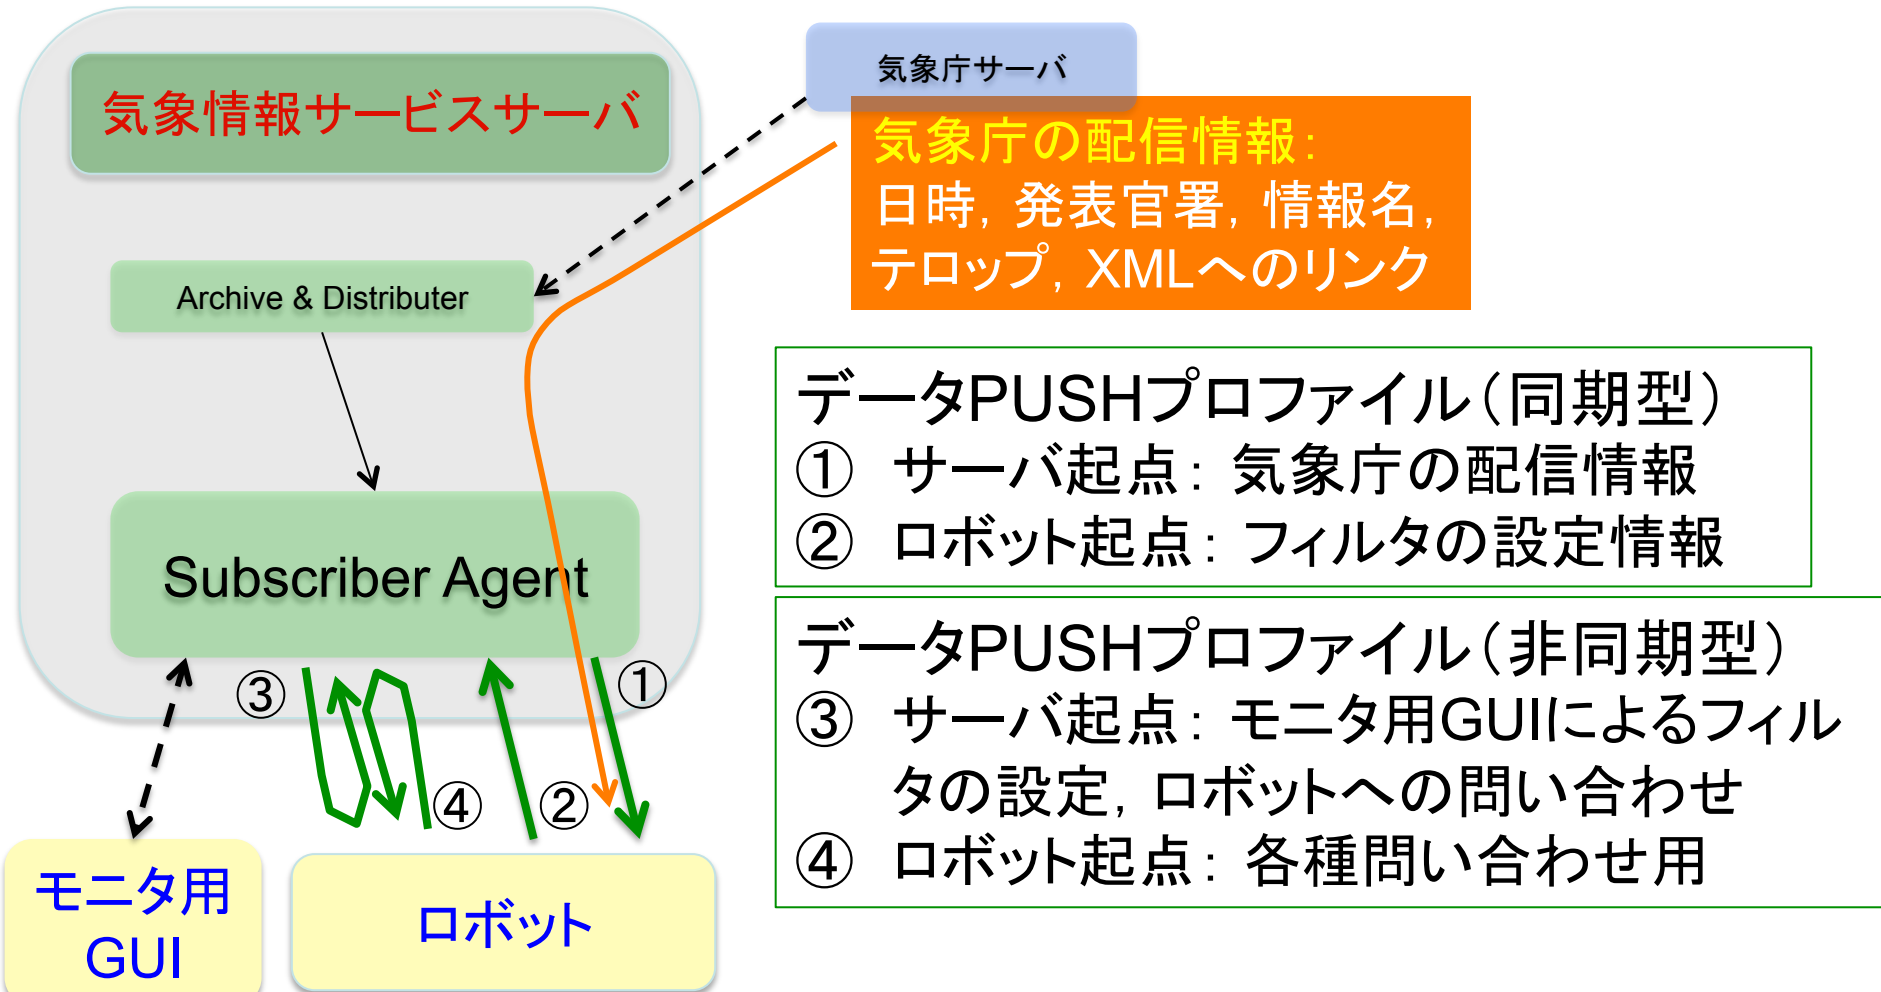 気象情報サービスサーバ
気象庁サーバ
気象庁の配信情報：
日時，発表官署，情報名，
テロップ，XMLへのリンク
Archive & Distributer
Subscriber Agent
データPUSHプロファイル（同期型）
① サーバ起点：気象庁の配信情報
② ロボット起点：フィルタの設定情報
データPUSHプロファイル（非同期型）
③ サーバ起点：モニタ用GUIによるフィル
タの設定，ロボットへの問い合わせ
④ ロボット起点：各種問い合わせ用
③
①
④
②
モニタ用
GUI
ロボット